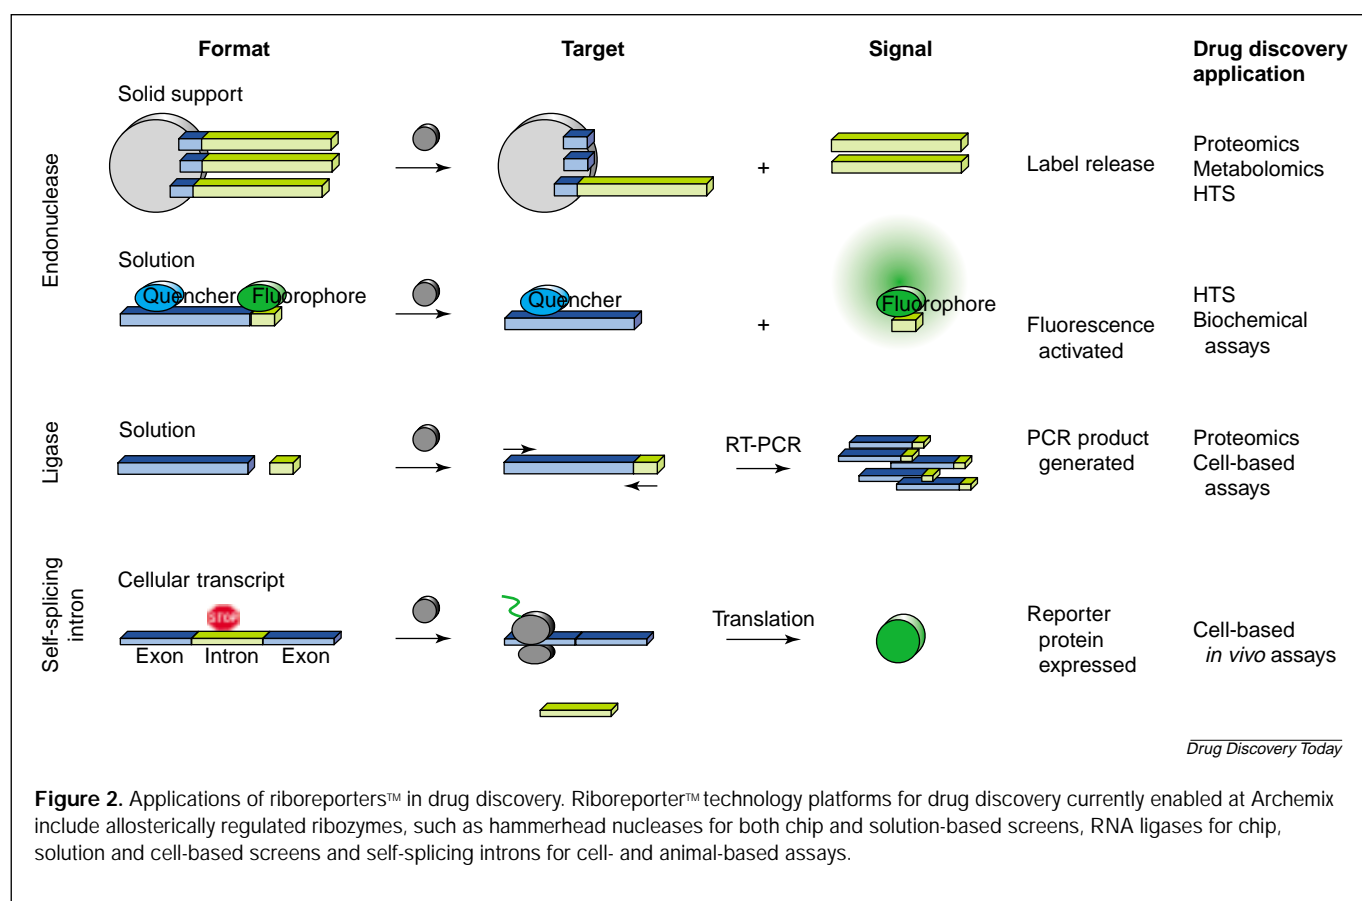 Format
Target
Signal
Drug discovery
application
Endonuclease
Solid support
+
Label release
Proteomics
Metabolomics
HTS
Solution
Quencher
Fluorophore
Quencher
+
Fluorophore
Fluorescence
activated
HTS
Biochemical
assays
Ligase
Solution
RT-PCR
PCR product
generated
Proteomics
Cell-based
assays
Self-splicing
intron
Cellular transcript
STOP
Exon
Intron
Exon
Translation
Reporter
protein
expressed
Cell-based
in vivo assays
Drug Discovery Today
Figure 2. Applications of riboreporters™ in drug discovery. Riboreporter™ technology platforms for drug discovery currently enabled at Archemix
include allosterically regulated ribozymes, such as hammerhead nucleases for both chip and solution-based screens, RNA ligases for chip,
solution and cell-based screens and self-splicing introns for cell- and animal-based assays.